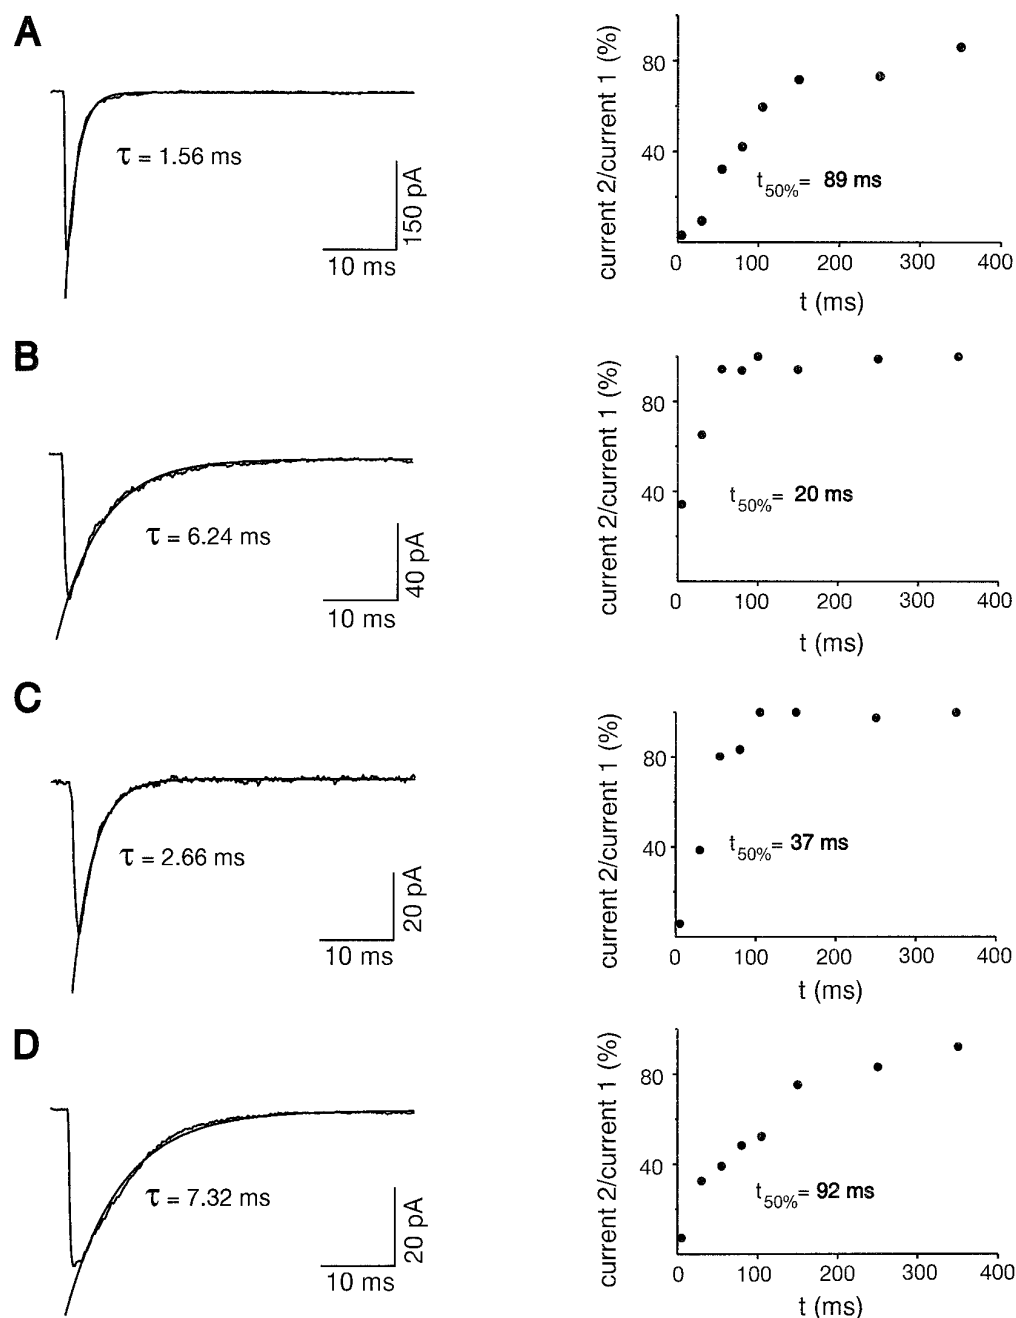 A
τ = 1.56 ms
150 pA
10 ms
current 2/current 1 (%)
80
40
t50%= 89 ms
0 100 200 300 400
t (ms)
B
τ = 6.24 ms
40 pA
10 ms
current 2/current 1 (%)
80
40
t50%= 20 ms
0 100 200 300 400
t (ms)
C
τ = 2.66 ms
20 pA
10 ms
current 2/current 1 (%)
80
40
t50%= 37 ms
0 100 200 300 400
t (ms)
D
τ = 7.32 ms
20 pA
10 ms
current 2/current 1 (%)
80
40
t50%= 92 ms
0 100 200 300 400
t (ms)